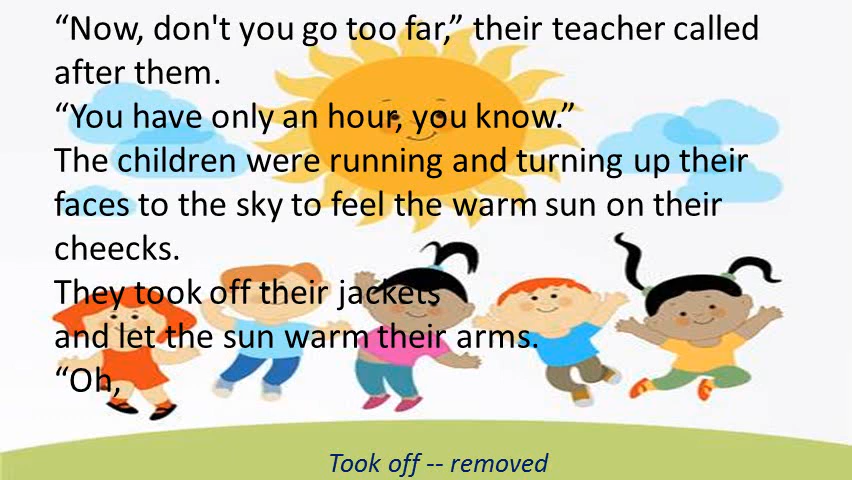 “Now, don't you go too far,” their teacher called
after them.
“You have only an hour, you know.”
The children were running and turning up their
faces to the sky to feel the warm sun on their
cheecks.
They took off their jackets
and let the sun warm their arms.
“Oh,
Took off -- removed